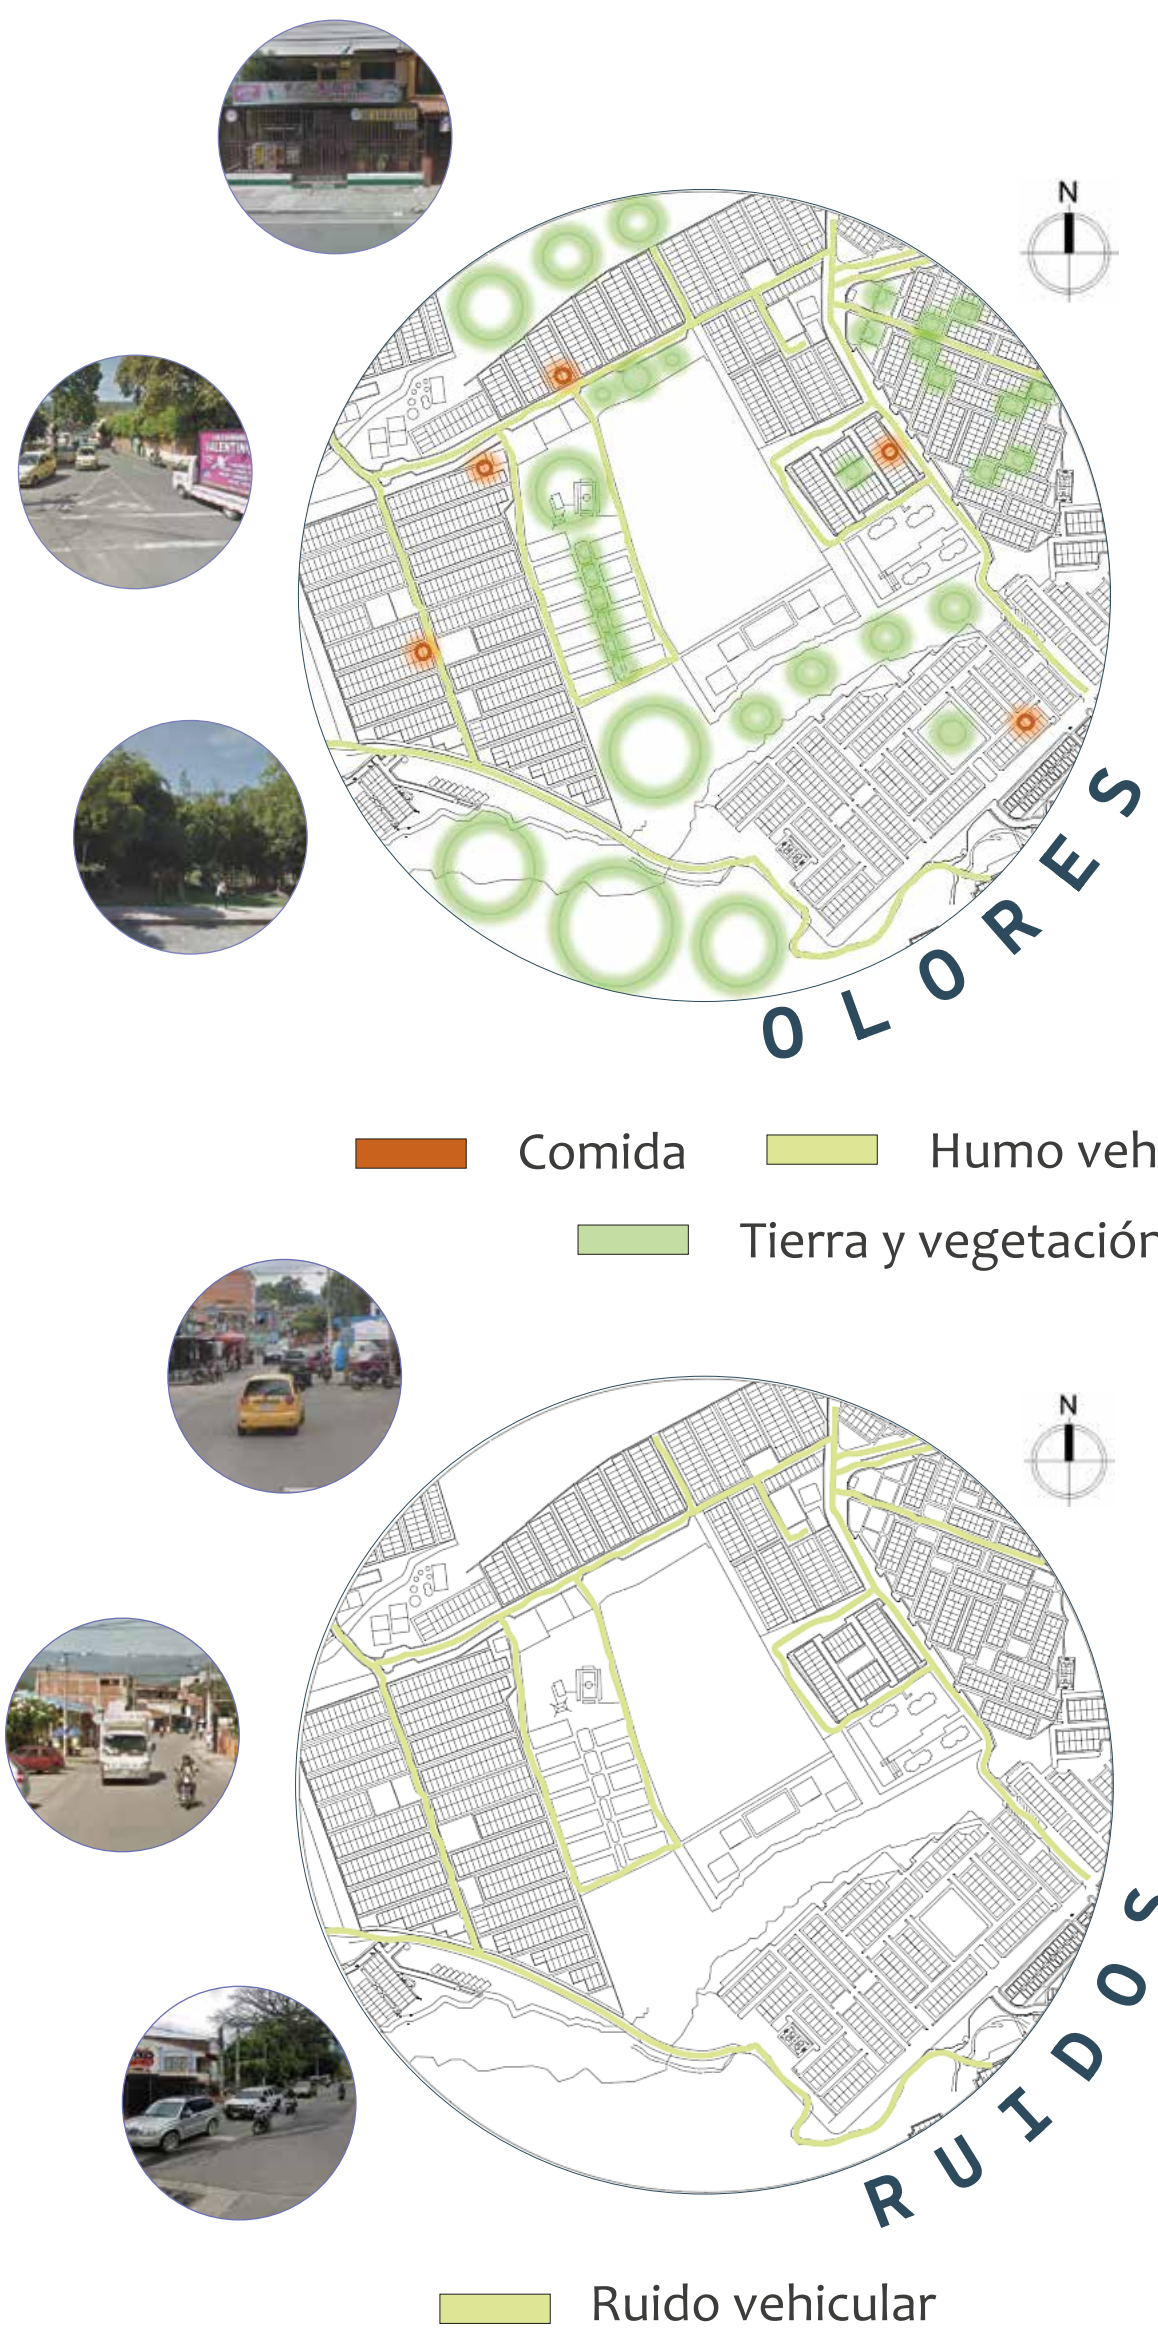 N
OLORES
Comida
Humo veh
Tierra y vegetación
N
RUIDOS
Ruido vehicular